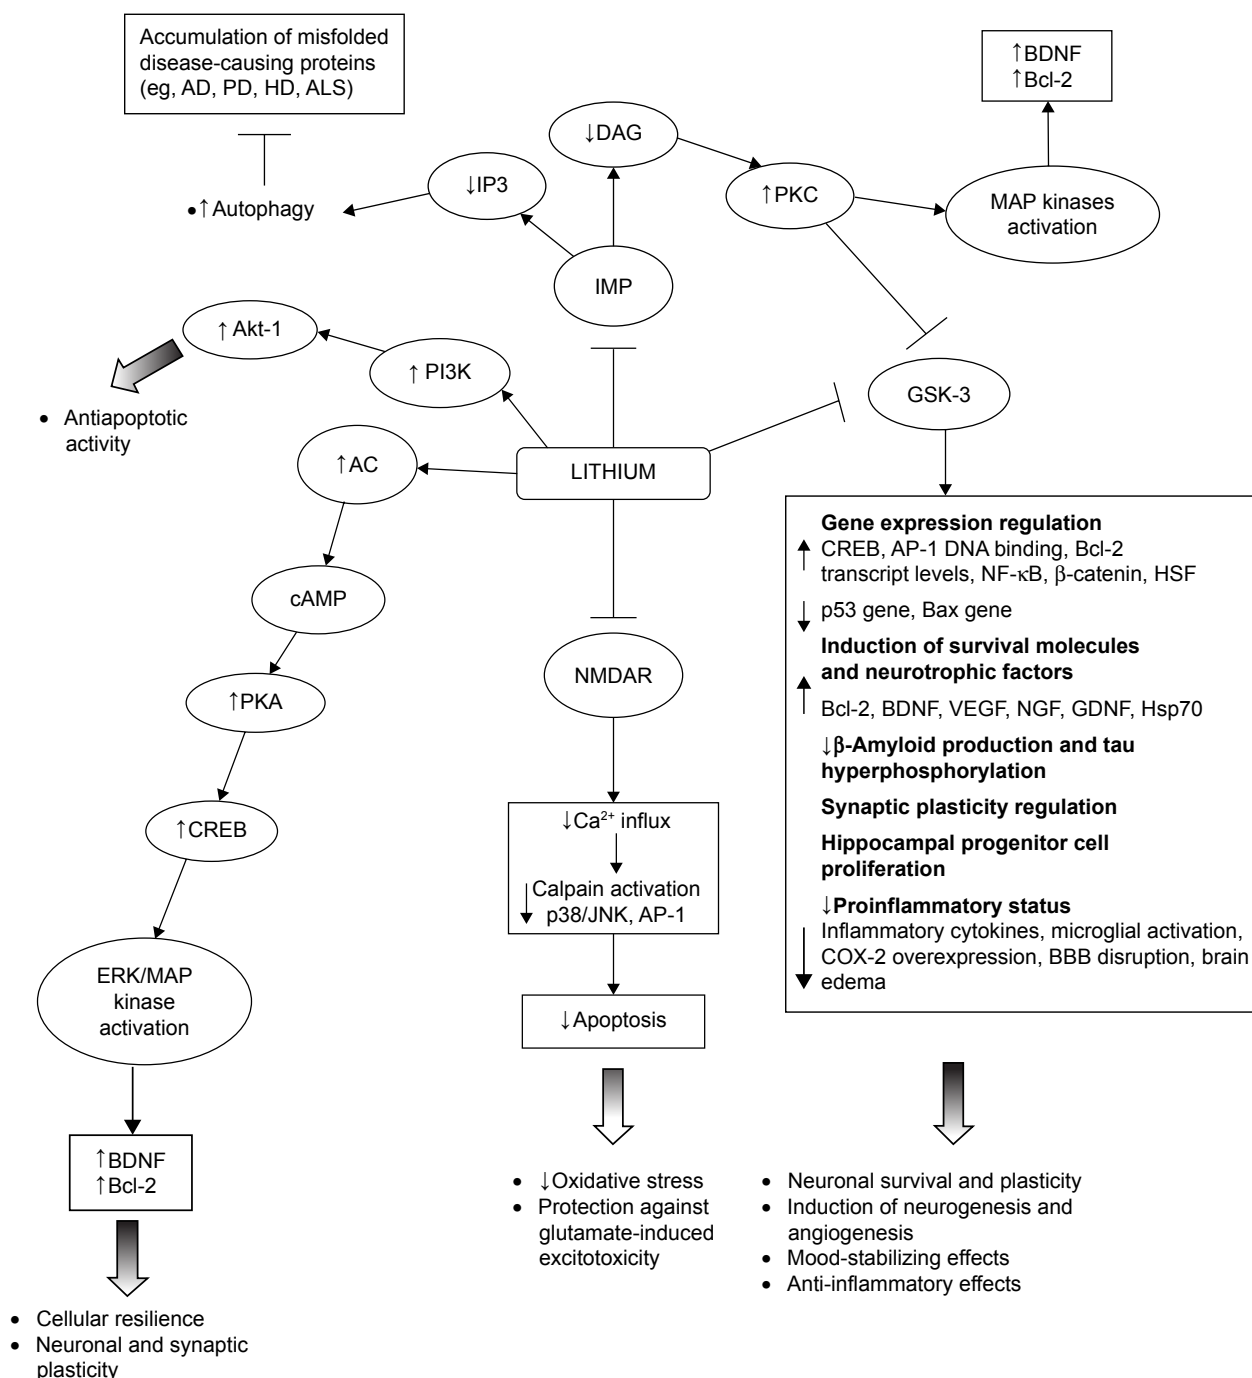 Accumulation of misfolded
disease-causing proteins
(eg, AD, PD, HD, ALS)
↑BDNF
↑Bcl-2
↓DAG
↓IP3
↑PKC
MAP kinases
activation
•↑Autophagy
IMP
↑ Akt-1
↑ PI3K
GSK-3
• Antiapoptotic
activity
↑AC
LITHIUM
cAMP
↑PKA
↑CREB
ERK/MAP
kinase
activation
↑BDNF
↑Bcl-2
• Cellular resilience
• Neuronal and synaptic
plasticity
NMDAR
↓Ca²⁺ influx
↓ Calpain activation
p38/JNK, AP-1
↓Apoptosis
• ↓Oxidative stress
• Protection against
glutamate-induced
excitotoxicity
Gene expression regulation
↑ CREB, AP-1 DNA binding, Bcl-2
transcript levels, NF-κB, β-catenin, HSF
↓ p53 gene, Bax gene
Induction of survival molecules
and neurotrophic factors
↑ Bcl-2, BDNF, VEGF, NGF, GDNF, Hsp70
↓β-Amyloid production and tau
hyperphosphorylation
Synaptic plasticity regulation
Hippocampal progenitor cell
proliferation
↓Proinflammatory status
↓ Inflammatory cytokines, microglial activation,
COX-2 overexpression, BBB disruption, brain
edema
• Neuronal survival and plasticity
• Induction of neurogenesis and
angiogenesis
• Mood-stabilizing effects
• Anti-inflammatory effects